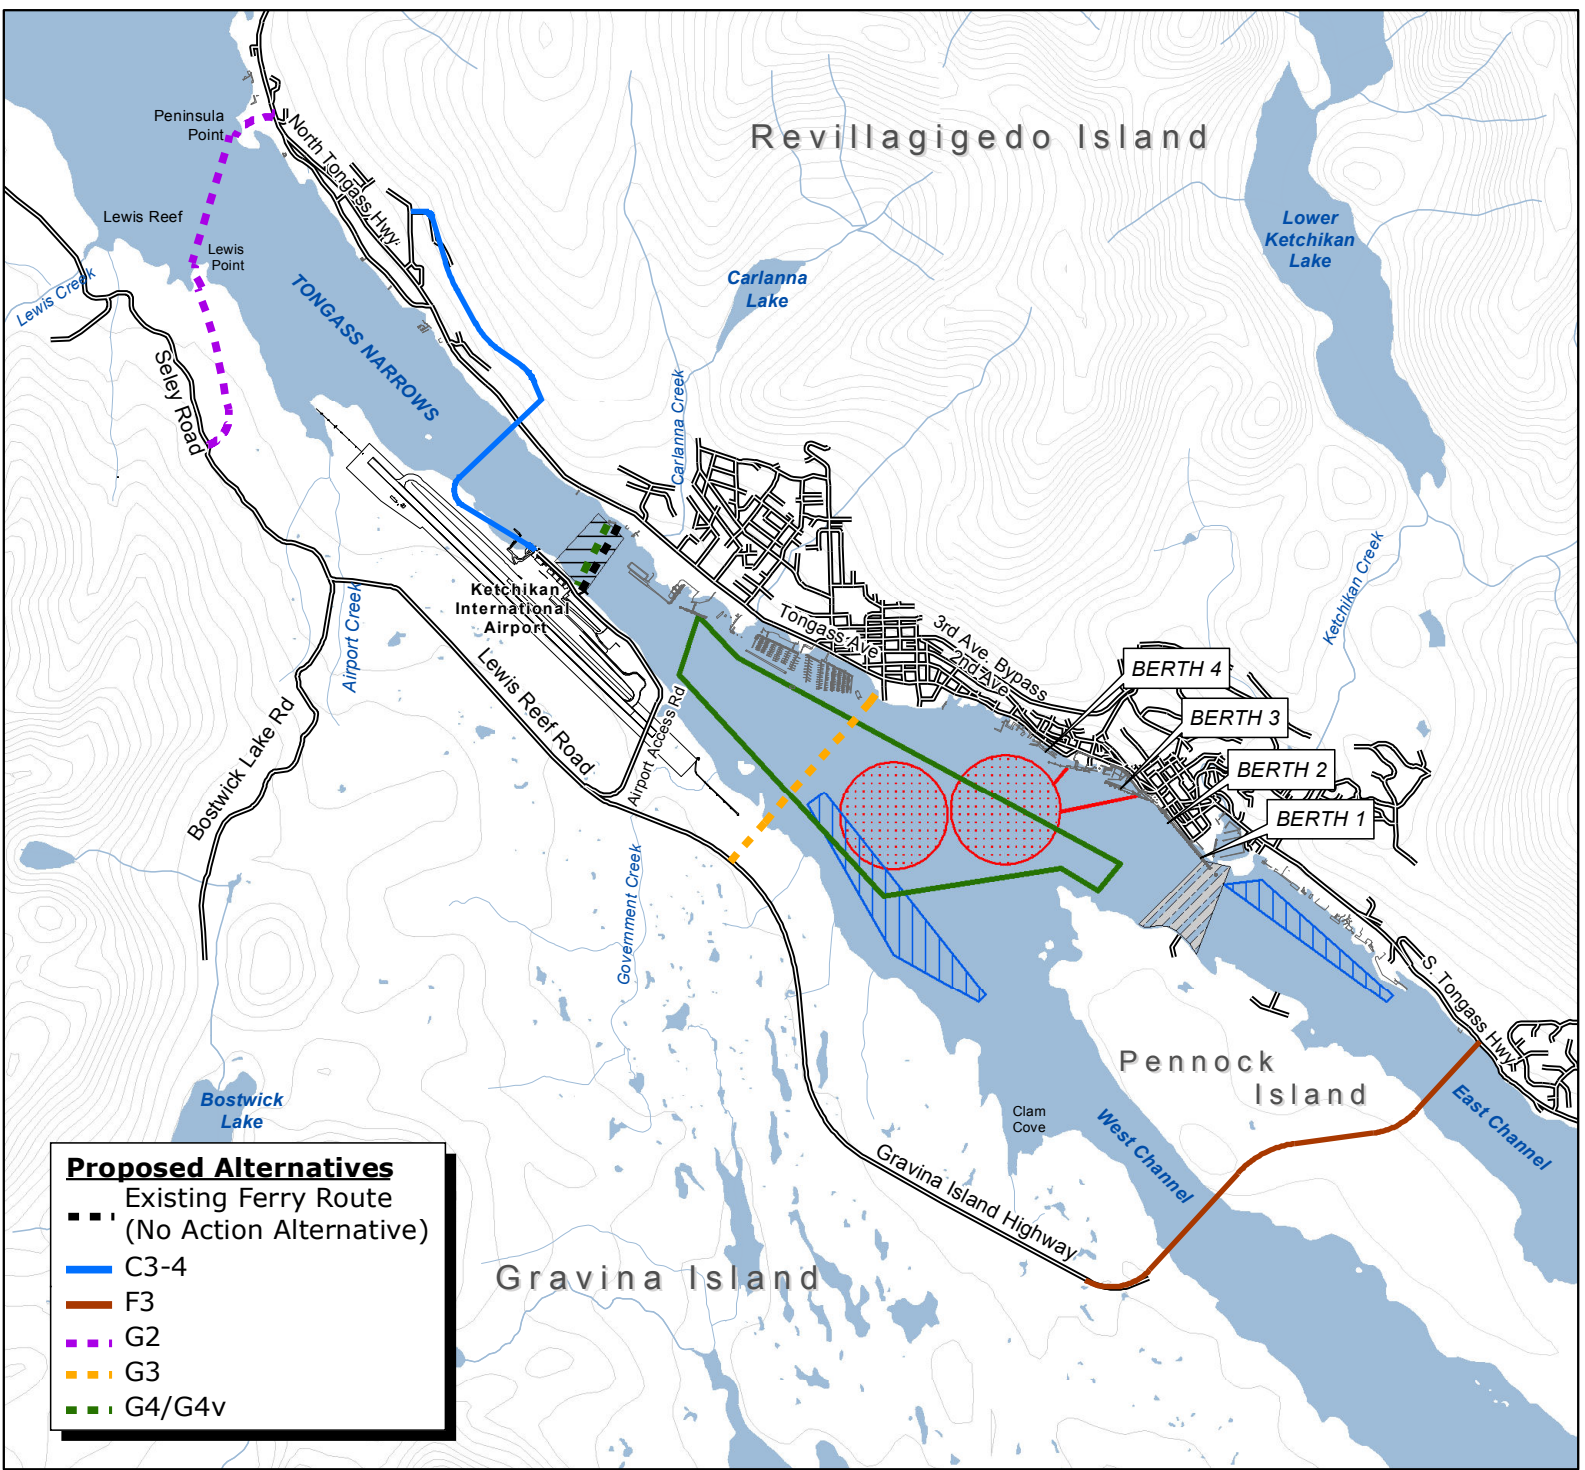 Revillagigedo Island
Peninsula
Point
North Tongass Hwy.
Lewis Reef
Lewis
Point
Lower
Ketchikan
Lake
Carlanna
Lake
Lewis Creek
TONGASS NARROWS
Seley Road
Carlanna Creek
Ketchikan Creek
Ketchikan
International
Airport
Airport Creek
Tongass Ave
3rd Ave. Bypass
2nd Ave
BERTH 4
BERTH 3
BERTH 2
BERTH 1
Lewis Reef Road
Airport Access Rd
Bostwick Lake Rd
Government Creek
S. Tongass Hwy.
Pennock
Island
Bostwick
Lake
Clam
Cove
West Channel
East Channel
Gravina Island Highway
Gravina Island
Proposed Alternatives
Existing Ferry Route
(No Action Alternative)
C3-4
F3
G2
G3
G4/G4v